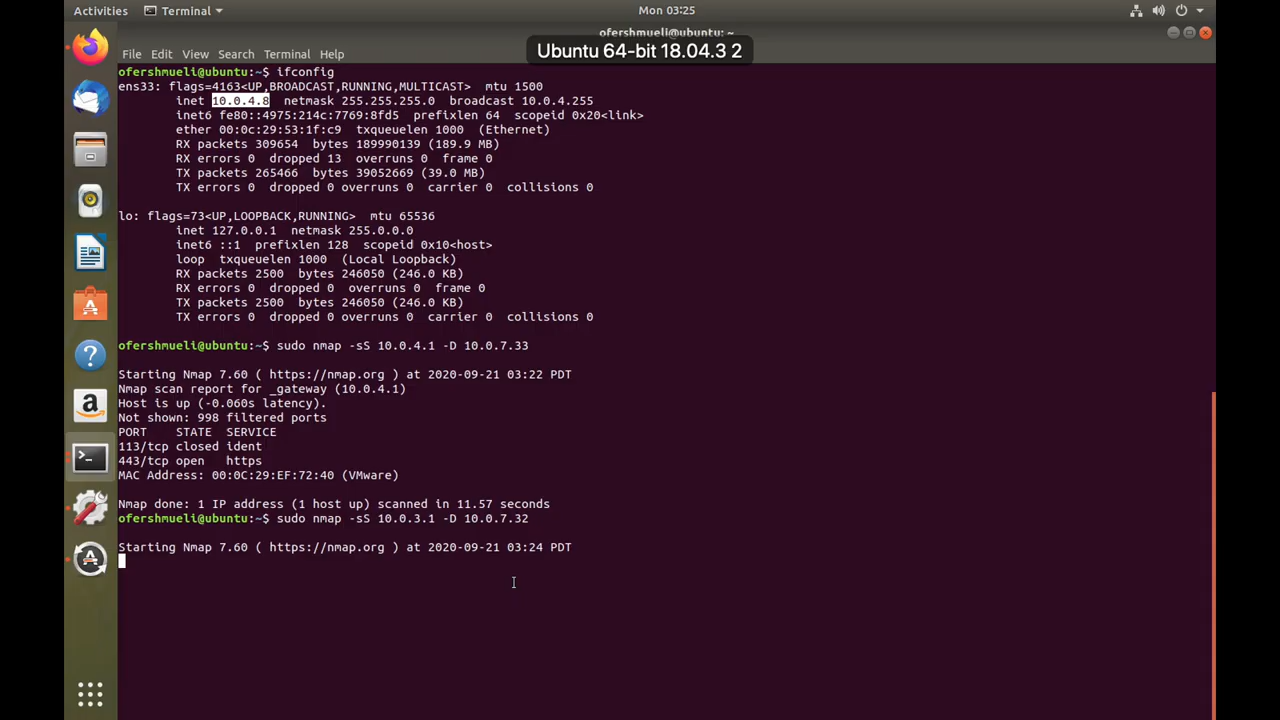 Activities
Terminal
Mon 03:25
ofershmueli@ubuntu: ~
File Edit View Search Terminal Help
Ubuntu 64-bit 18.04.3 2
ofershmueli@ubuntu:~$ ifconfig
ens33: flags=4163<UP,BROADCAST,RUNNING,MULTICAST>  mtu 1500
inet 10.0.4.8  netmask 255.255.255.0  broadcast 10.0.4.255
inet6 fe80::4975:214c:7769:8fd5  prefixlen 64  scopeid 0x20<link>
ether 00:0c:29:53:1f:c9  txqueuelen 1000  (Ethernet)
RX packets 309654  bytes 189990139 (189.9 MB)
RX errors 0  dropped 13  overruns 0  frame 0
TX packets 265466  bytes 39052669 (39.0 MB)
TX errors 0  dropped 0 overruns 0  carrier 0  collisions 0
lo: flags=73<UP,LOOPBACK,RUNNING>  mtu 65536
inet 127.0.0.1  netmask 255.0.0.0
inet6 ::1  prefixlen 128  scopeid 0x10<host>
loop  txqueuelen 1000  (Local Loopback)
RX packets 2500  bytes 246050 (246.0 KB)
RX errors 0  dropped 0  overruns 0  frame 0
TX packets 2500  bytes 246050 (246.0 KB)
TX errors 0  dropped 0 overruns 0  carrier 0  collisions 0
ofershmueli@ubuntu:~$ sudo nmap -sS 10.0.4.1 -D 10.0.7.33
Starting Nmap 7.60 ( https://nmap.org ) at 2020-09-21 03:22 PDT
Nmap scan report for _gateway (10.0.4.1)
Host is up (-0.060s latency).
Not shown: 998 filtered ports
PORT    STATE  SERVICE
113/tcp closed ident
443/tcp open   https
MAC Address: 00:0C:29:EF:72:40 (VMware)
Nmap done: 1 IP address (1 host up) scanned in 11.57 seconds
ofershmueli@ubuntu:~$ sudo nmap -sS 10.0.3.1 -D 10.0.7.32
Starting Nmap 7.60 ( https://nmap.org ) at 2020-09-21 03:24 PDT